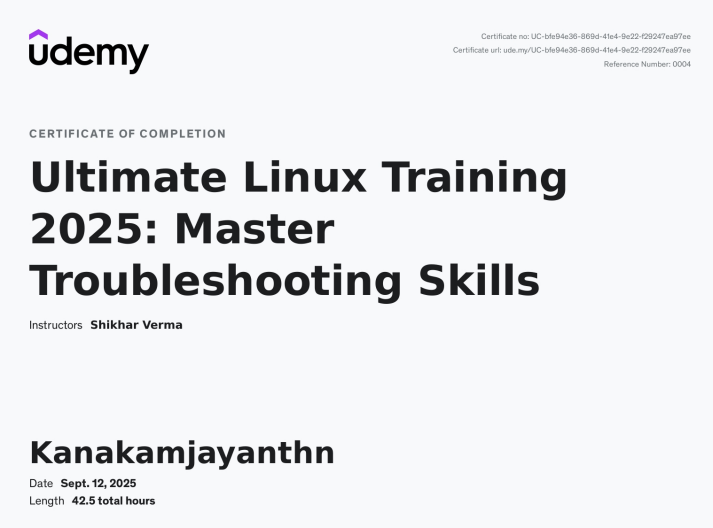 udemy
Certificate no: UC-bfe94e36-869d-41e4-9e22-f29247ea97ee
Certificate url: ude.my/UC-bfe94e36-869d-41e4-9e22-f29247ea97ee
Reference Number: 0004
CERTIFICATE OF COMPLETION
Ultimate Linux Training
2025: Master
Troubleshooting Skills
Instructors Shikhar Verma
Kanakamjayanthn
Date Sept. 12, 2025
Length 42.5 total hours